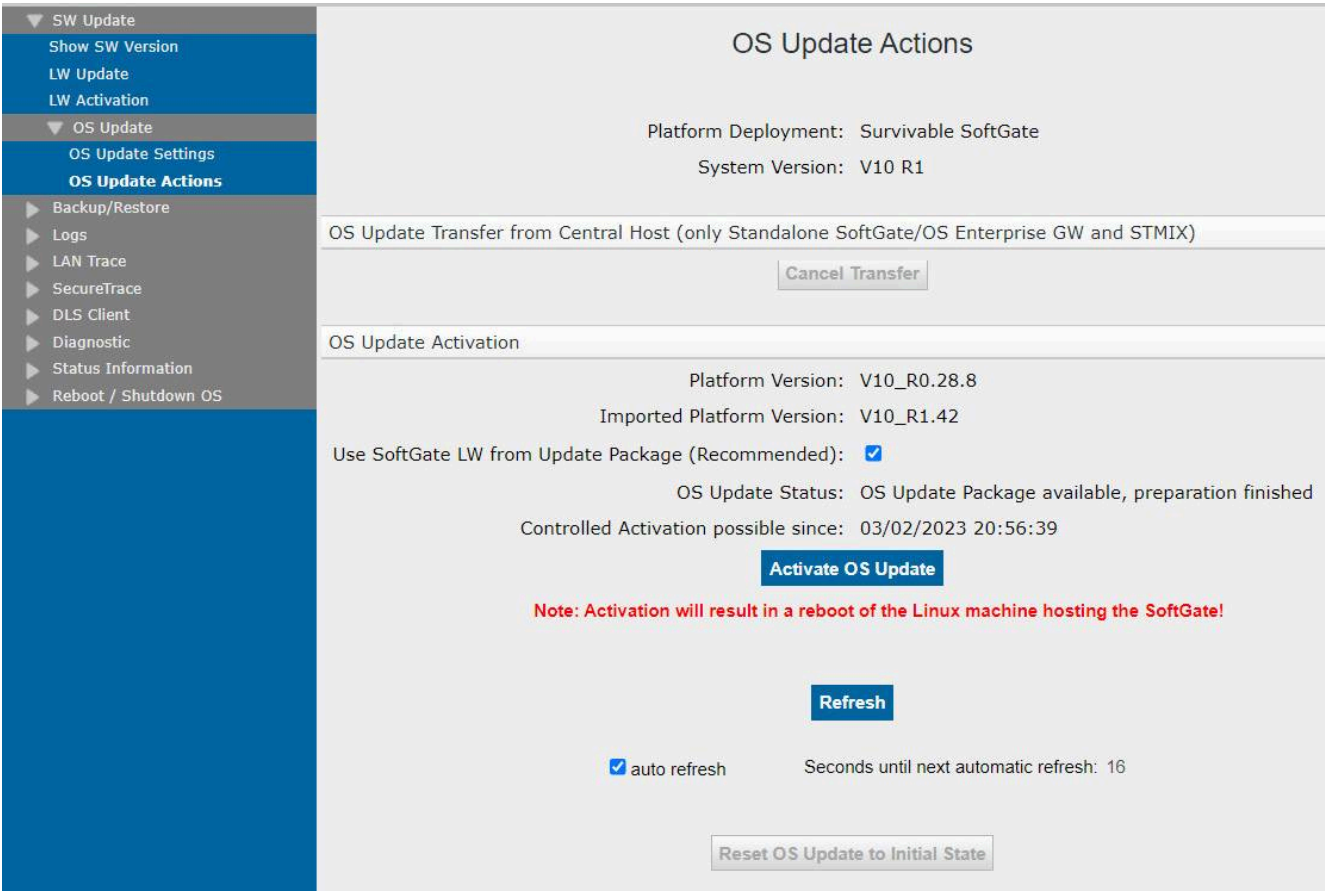 SW Update
Show SW Version
LW Update
LW Activation
OS Update
OS Update Settings
OS Update Actions
Backup/Restore
Logs
LAN Trace
SecureTrace
DLS Client
Diagnostic
Status Information
Reboot / Shutdown OS
OS Update Actions
Platform Deployment: Survivable SoftGate
System Version: V10 R1
OS Update Transfer from Central Host (only Standalone SoftGate/OS Enterprise GW and STMIX)
Cancel Transfer
OS Update Activation
Platform Version: V10_R0.28.8
Imported Platform Version: V10_R1.42
Use SoftGate LW from Update Package (Recommended):
OS Update Status: OS Update Package available, preparation finished
Controlled Activation possible since: 03/02/2023 20:56:39
Activate OS Update
Note: Activation will result in a reboot of the Linux machine hosting the SoftGate!
Refresh
auto refresh Seconds until next automatic refresh: 16
Reset OS Update to Initial State